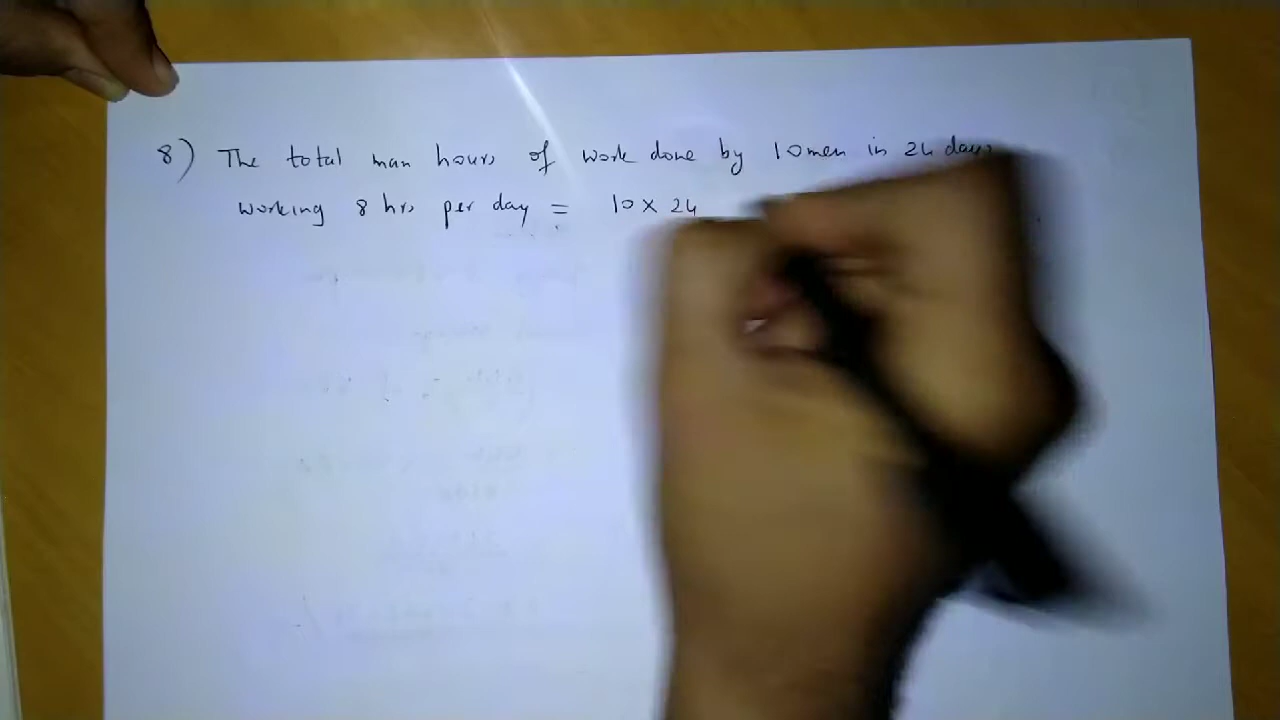 8) The total man hours of work done by 10 men in 24 days
working 8 hrs per day = 10 x 24